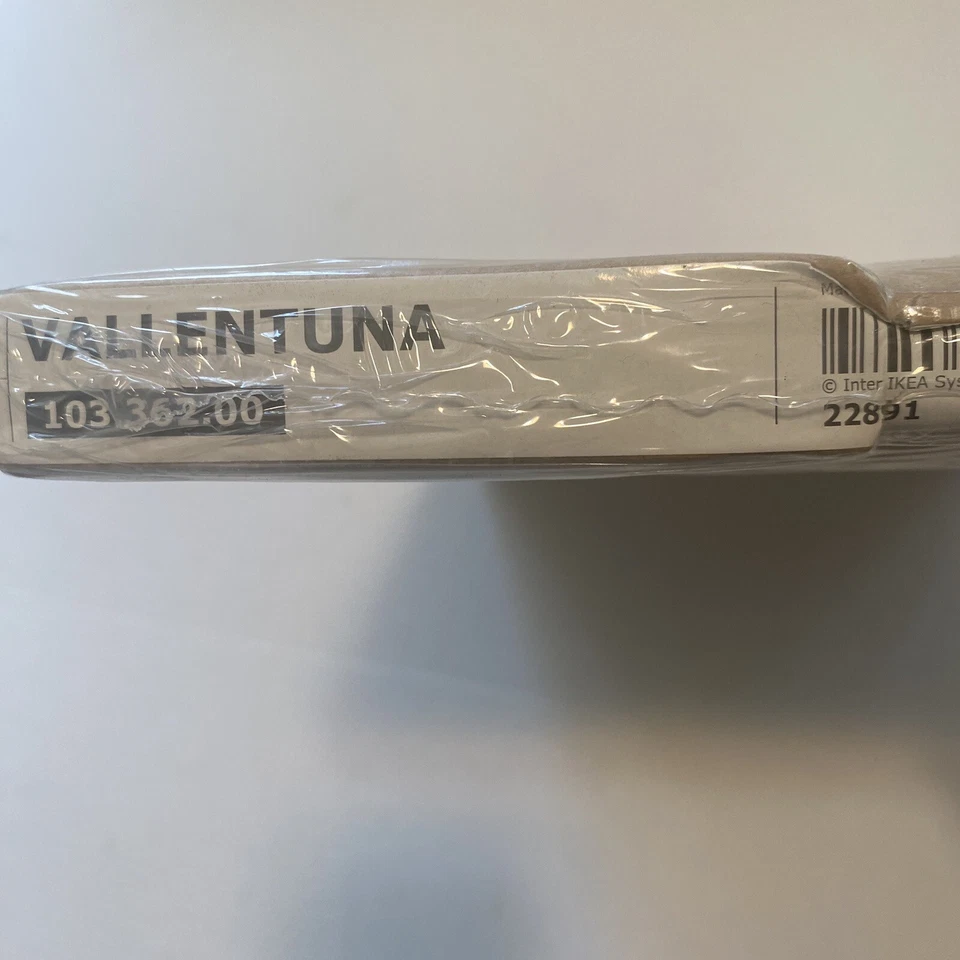 VALLENTUNA
103.362.00
© Inter IKEA Sys
22891